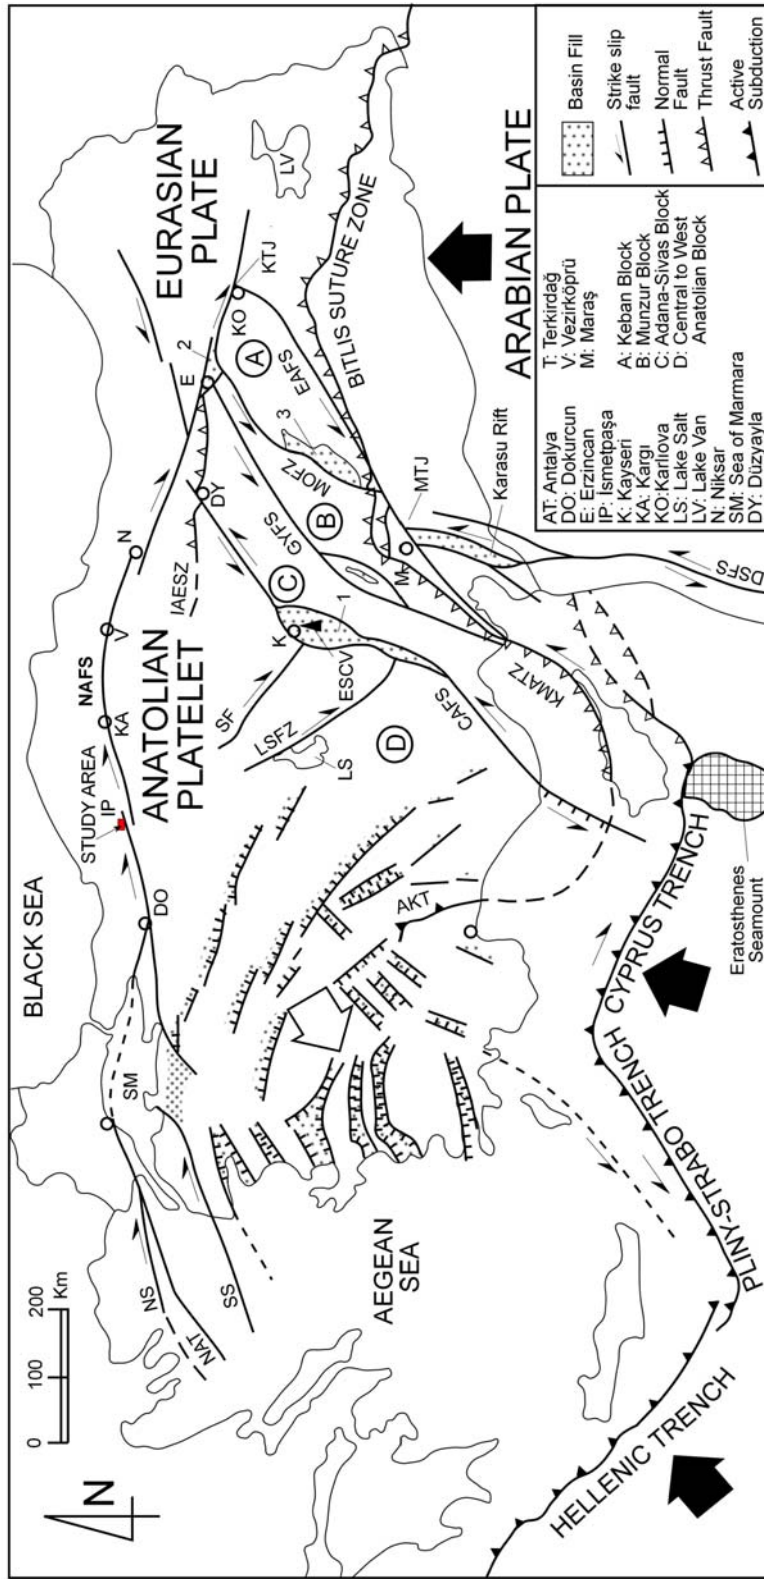 BLACK SEA
STUDY AREA
IP
NAFS
KA
V
N
DO
SM
NS
NAT
SS
0 100 200
Km
N
EURASIAN
PLATE
ANATOLIAN
PLATELET
IAESZ
DY
E
2
KO
KTJ
LV
A
EAFS
BITLIS SUTURE ZONE
3
MOFZ
B
GYFS
C
K
1
ESCV
SF
LSFZ
LS
D
CAFS
M
MTJ
Karasu Rift
DSFS
KMATZ
AKT
AEGEAN
SEA
ARABIAN PLATE
HELLENIC TRENCH
PLINY-STRABO TRENCH
CYPRUS TRENCH
Eratosthenes
Seamount
AT: Antalya
DO: Dokurcun
E: Erzincan
IP: İsmetpaşa
K: Kayseri
KA: Kargı
KO:Karlıova
LS: Lake Salt
LV: Lake Van
N: Niksar
SM: Sea of Marmara
DY: Düzyayla
T: Terkirdağ
V: Vezirköprü
M: Maraş
A: Keban Block
B: Munzur Block
C: Adana-Sivas Block
D: Central to West
Anatolian Block
Basin Fill
Strike slip
fault
Normal
Fault
Thrust Fault
Active
Subduction